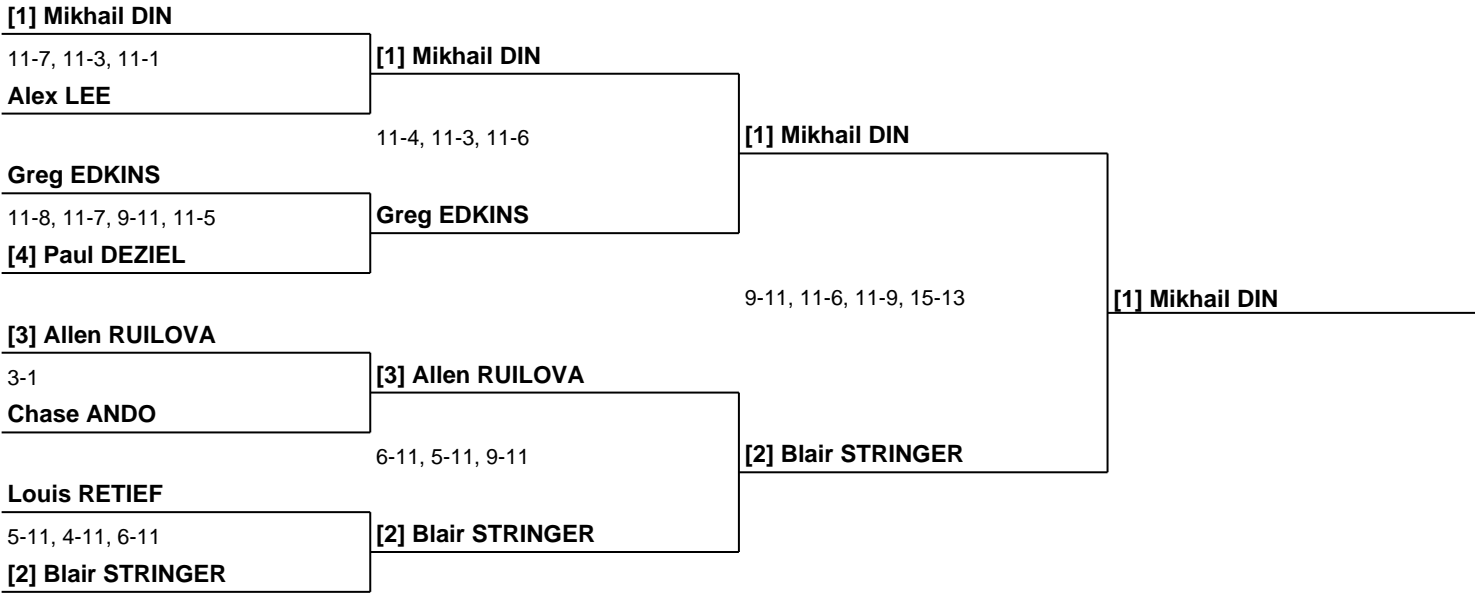 [1] Mikhail DIN
11-7, 11-3, 11-1
[1] Mikhail DIN
Alex LEE
11-4, 11-3, 11-6
[1] Mikhail DIN
Greg EDKINS
11-8, 11-7, 9-11, 11-5
Greg EDKINS
[4] Paul DEZIEL
9-11, 11-6, 11-9, 15-13
[1] Mikhail DIN
[3] Allen RUILOVA
3-1
[3] Allen RUILOVA
Chase ANDO
6-11, 5-11, 9-11
[2] Blair STRINGER
Louis RETIEF
5-11, 4-11, 6-11
[2] Blair STRINGER
[2] Blair STRINGER